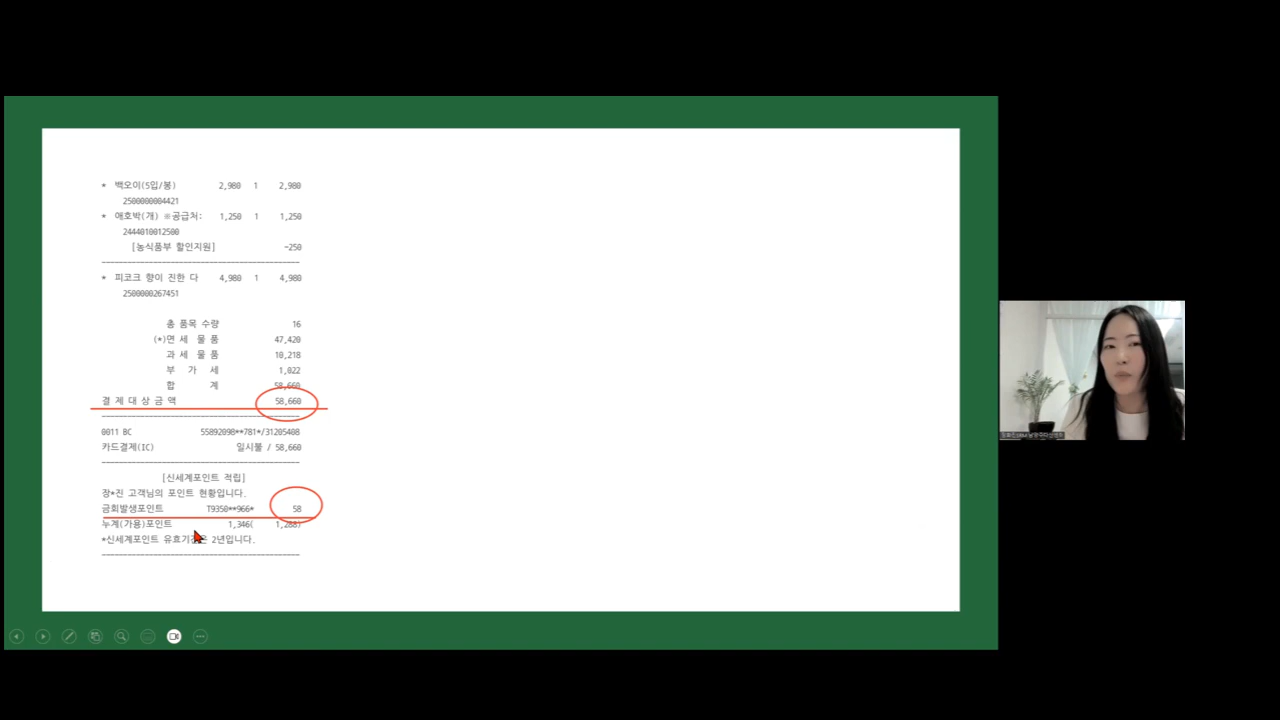 * 백오이(5입/봉) 2,980 1 2,980
2500000004421
* 애호박(개) ※공급처: 1,250 1 1,250
2444010012500
[농식품부 할인지원] -250
* 피코크 향이 진한 다 4,980 1 4,980
2500000267451
총 품목 수량 16
(*)면 세 물 품 47,420
과 세 물 품 10,218
부 가 세 1,022
합 계 58,660
결 제 대 상 금 액 58,660
0011 BC 55892098**781*/31205408
카드결제(IC) 일시불 / 58,660
[신세계포인트 적립]
장*진 고객님의 포인트 현황입니다.
금회발생포인트 T9350**966* 58
누계(가용)포인트 1,346( 1,288)
*신세계포인트 유효기간은 2년입니다.